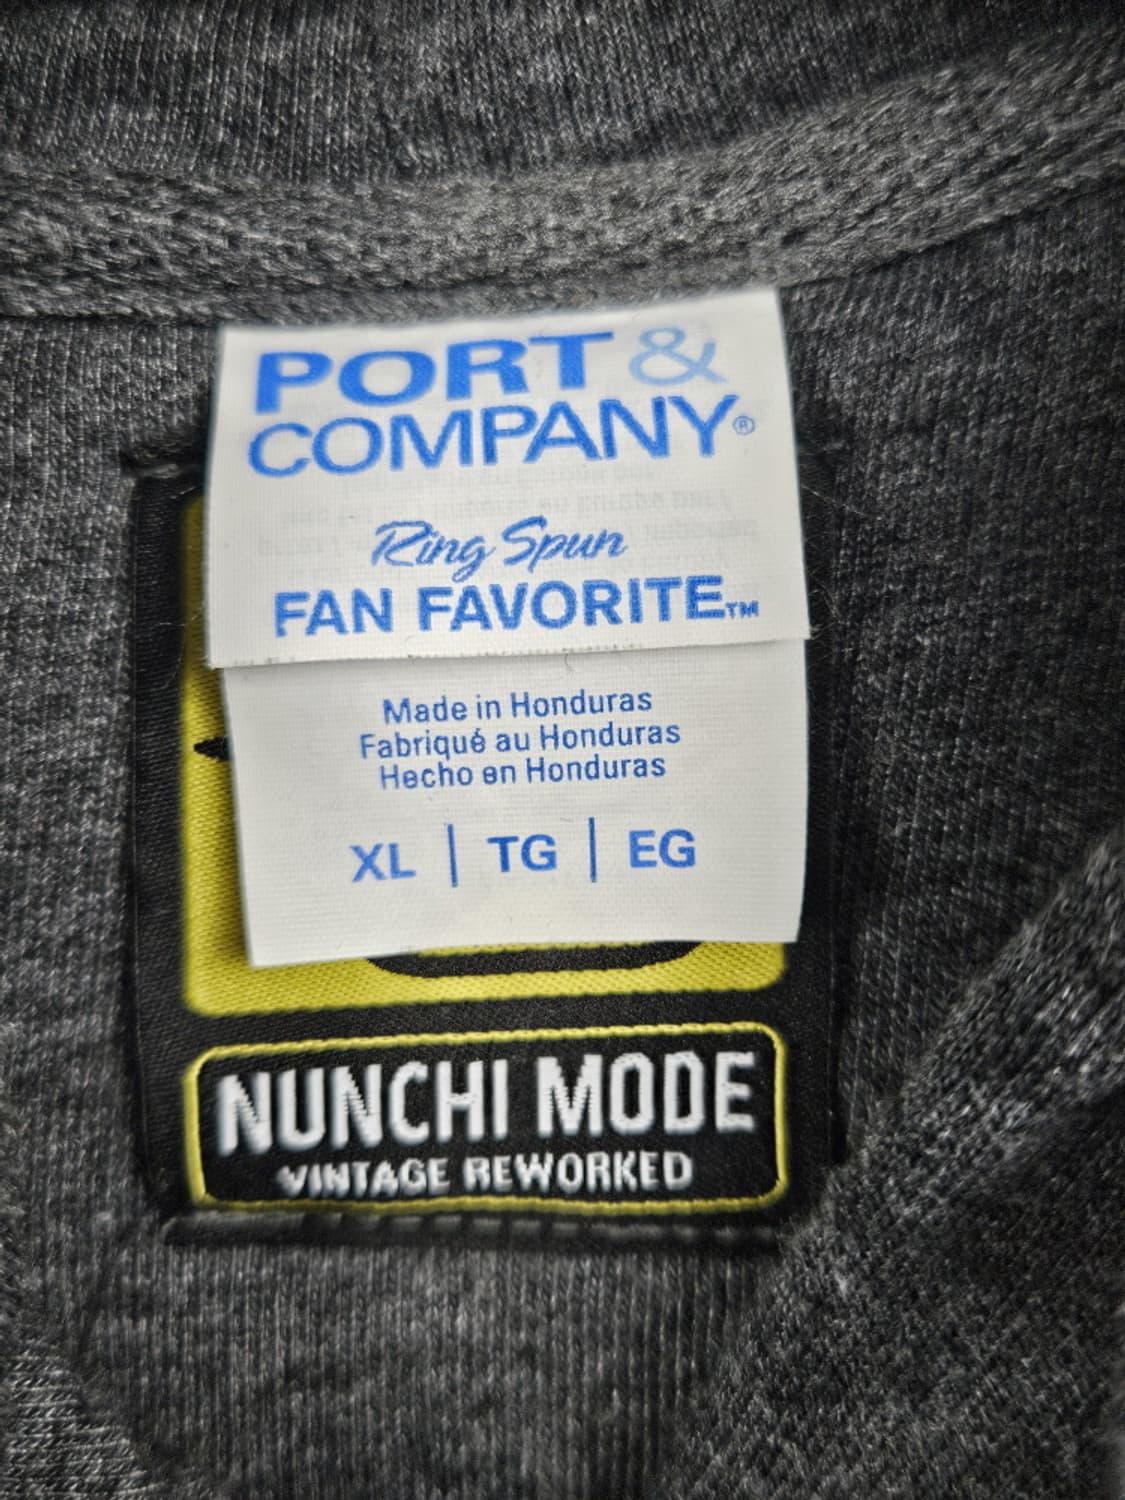 PORT &
COMPANY®
Ring Spun
FAN FAVORITE™
Made in Honduras
Fabriqué au Honduras
Hecho en Honduras
XL | TG | EG
NUNCHI MODE
VINTAGE REWORKED